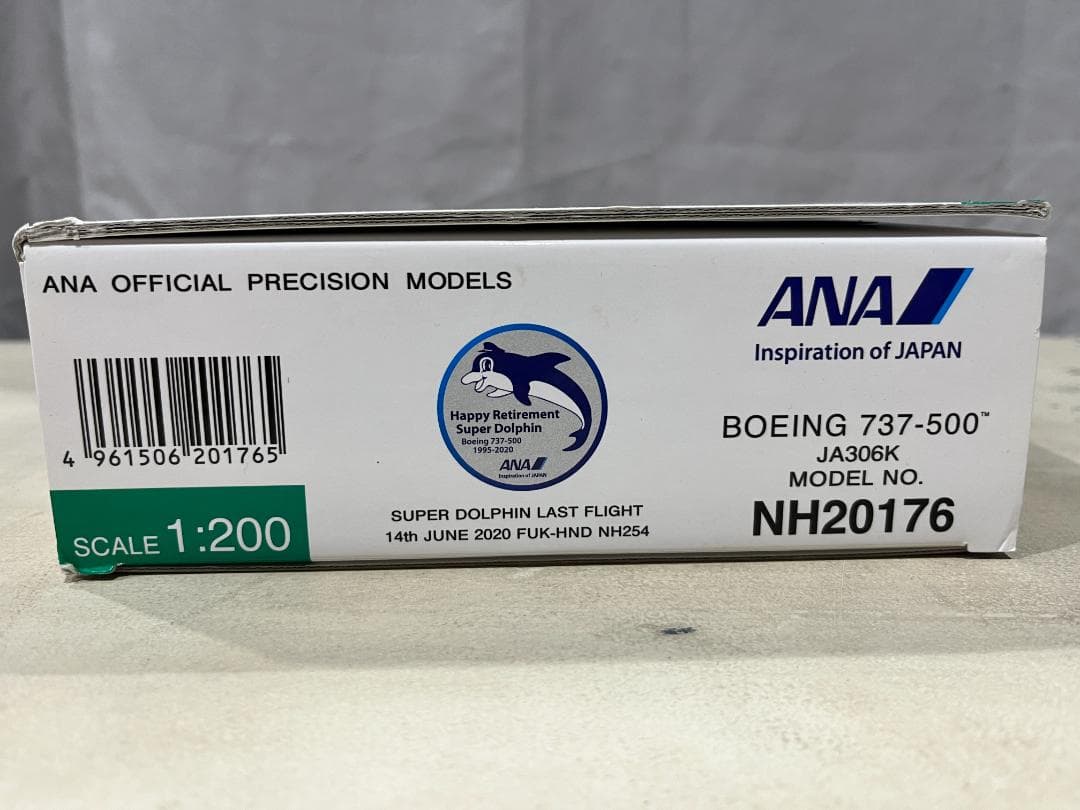 ANA OFFICIAL PRECISION MODELS
4 961506 201765
SCALE 1:200
Happy Retirement
Super Dolphin
Boeing 737-500
1995-2020
ANA
Inspiration of JAPAN
SUPER DOLPHIN LAST FLIGHT
14th JUNE 2020 FUK-HND NH254
ANA
Inspiration of JAPAN
BOEING 737-500™
JA306K
MODEL NO.
NH20176